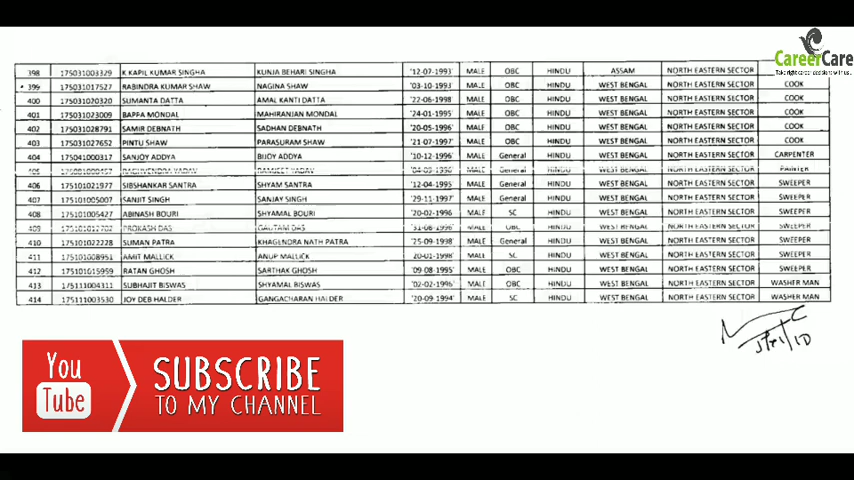 CareerCare
Take right career decisions with us.
398 175031003329 K KAPIL KUMAR SINGHA KUNJA BEHARI SINGHA '12-07-1993' MALE OBC HINDU ASSAM NORTH EASTERN SECTOR
399 175031017527 RABINDRA KUMAR SHAW NAGINA SHAW '03-10-1993' MALE OBC HINDU WEST BENGAL NORTH EASTERN SECTOR COOK
400 175031020320 SUMANTA DATTA AMAL KANTI DATTA '22-06-1998' MALE OBC HINDU WEST BENGAL NORTH EASTERN SECTOR COOK
401 175031023009 BAPPA MONDAL MAHIRANJAN MONDAL '24-01-1995' MALE OBC HINDU WEST BENGAL NORTH EASTERN SECTOR COOK
402 175031028791 SAMIR DEBNATH SADHAN DEBNATH '20-05-1996' MALE OBC HINDU WEST BENGAL NORTH EASTERN SECTOR COOK
403 175031027652 PINTU SHAW PARASURAM SHAW '21-07-1997' MALE OBC HINDU WEST BENGAL NORTH EASTERN SECTOR COOK
404 175041000317 SANJOY ADDYA BIJOY ADDYA '10-12-1996' MALE General HINDU WEST BENGAL NORTH EASTERN SECTOR CARPENTER
405 MALE General HINDU WEST BENGAL NORTH EASTERN SECTOR PAINTER
406 175101021977 SIBSHANKAR SANTRA SHYAM SANTRA '12-04-1995 MALE General HINDU WEST BENGAL NORTH EASTERN SECTOR SWEEPER
407 175101005007 SANJIT SINGH SANJAY SINGH '29-11-1997' MALE General HINDU WEST BENGAL NORTH EASTERN SECTOR SWEEPER
408 175101005427 ABINASH BOURI SHYAMAL BOURI '20-02-1996 MALE SC HINDU WEST BENGAL NORTH EASTERN SECTOR SWEEPER
409 PROKASH DAS GAUTAM DAS MALE OBC HINDU WEST BENGAL NORTH EASTERN SECTOR SWEEPER
410 175101022228 SUMAN PATRA KHAGENDRA NATH PATRA '25-09-1998' MALE General HINDU WEST BENGAL NORTH EASTERN SECTOR SWEEPER
411 175101008951 AMIT MALLICK ANUP MALLICK '20-01-1998' MALE SC HINDU WEST BENGAL NORTH EASTERN SECTOR SWEEPER
412 175101015959 RATAN GHOSH SARTHAK GHOSH '09-08-1995' MALE OBC HINDU WEST BENGAL NORTH EASTERN SECTOR SWEEPER
413 175111004311 SUBHAJIT BISWAS SHYAMAL BISWAS '02-02-1996' MALE OBC HINDU WEST BENGAL NORTH EASTERN SECTOR WASHER MAN
414 175111003530 JOY DEB HALDER GANGACHARAN HALDER '20-09-1994' MALE SC HINDU WEST BENGAL NORTH EASTERN SECTOR WASHER MAN
You Tube
SUBSCRIBE
TO MY CHANNEL